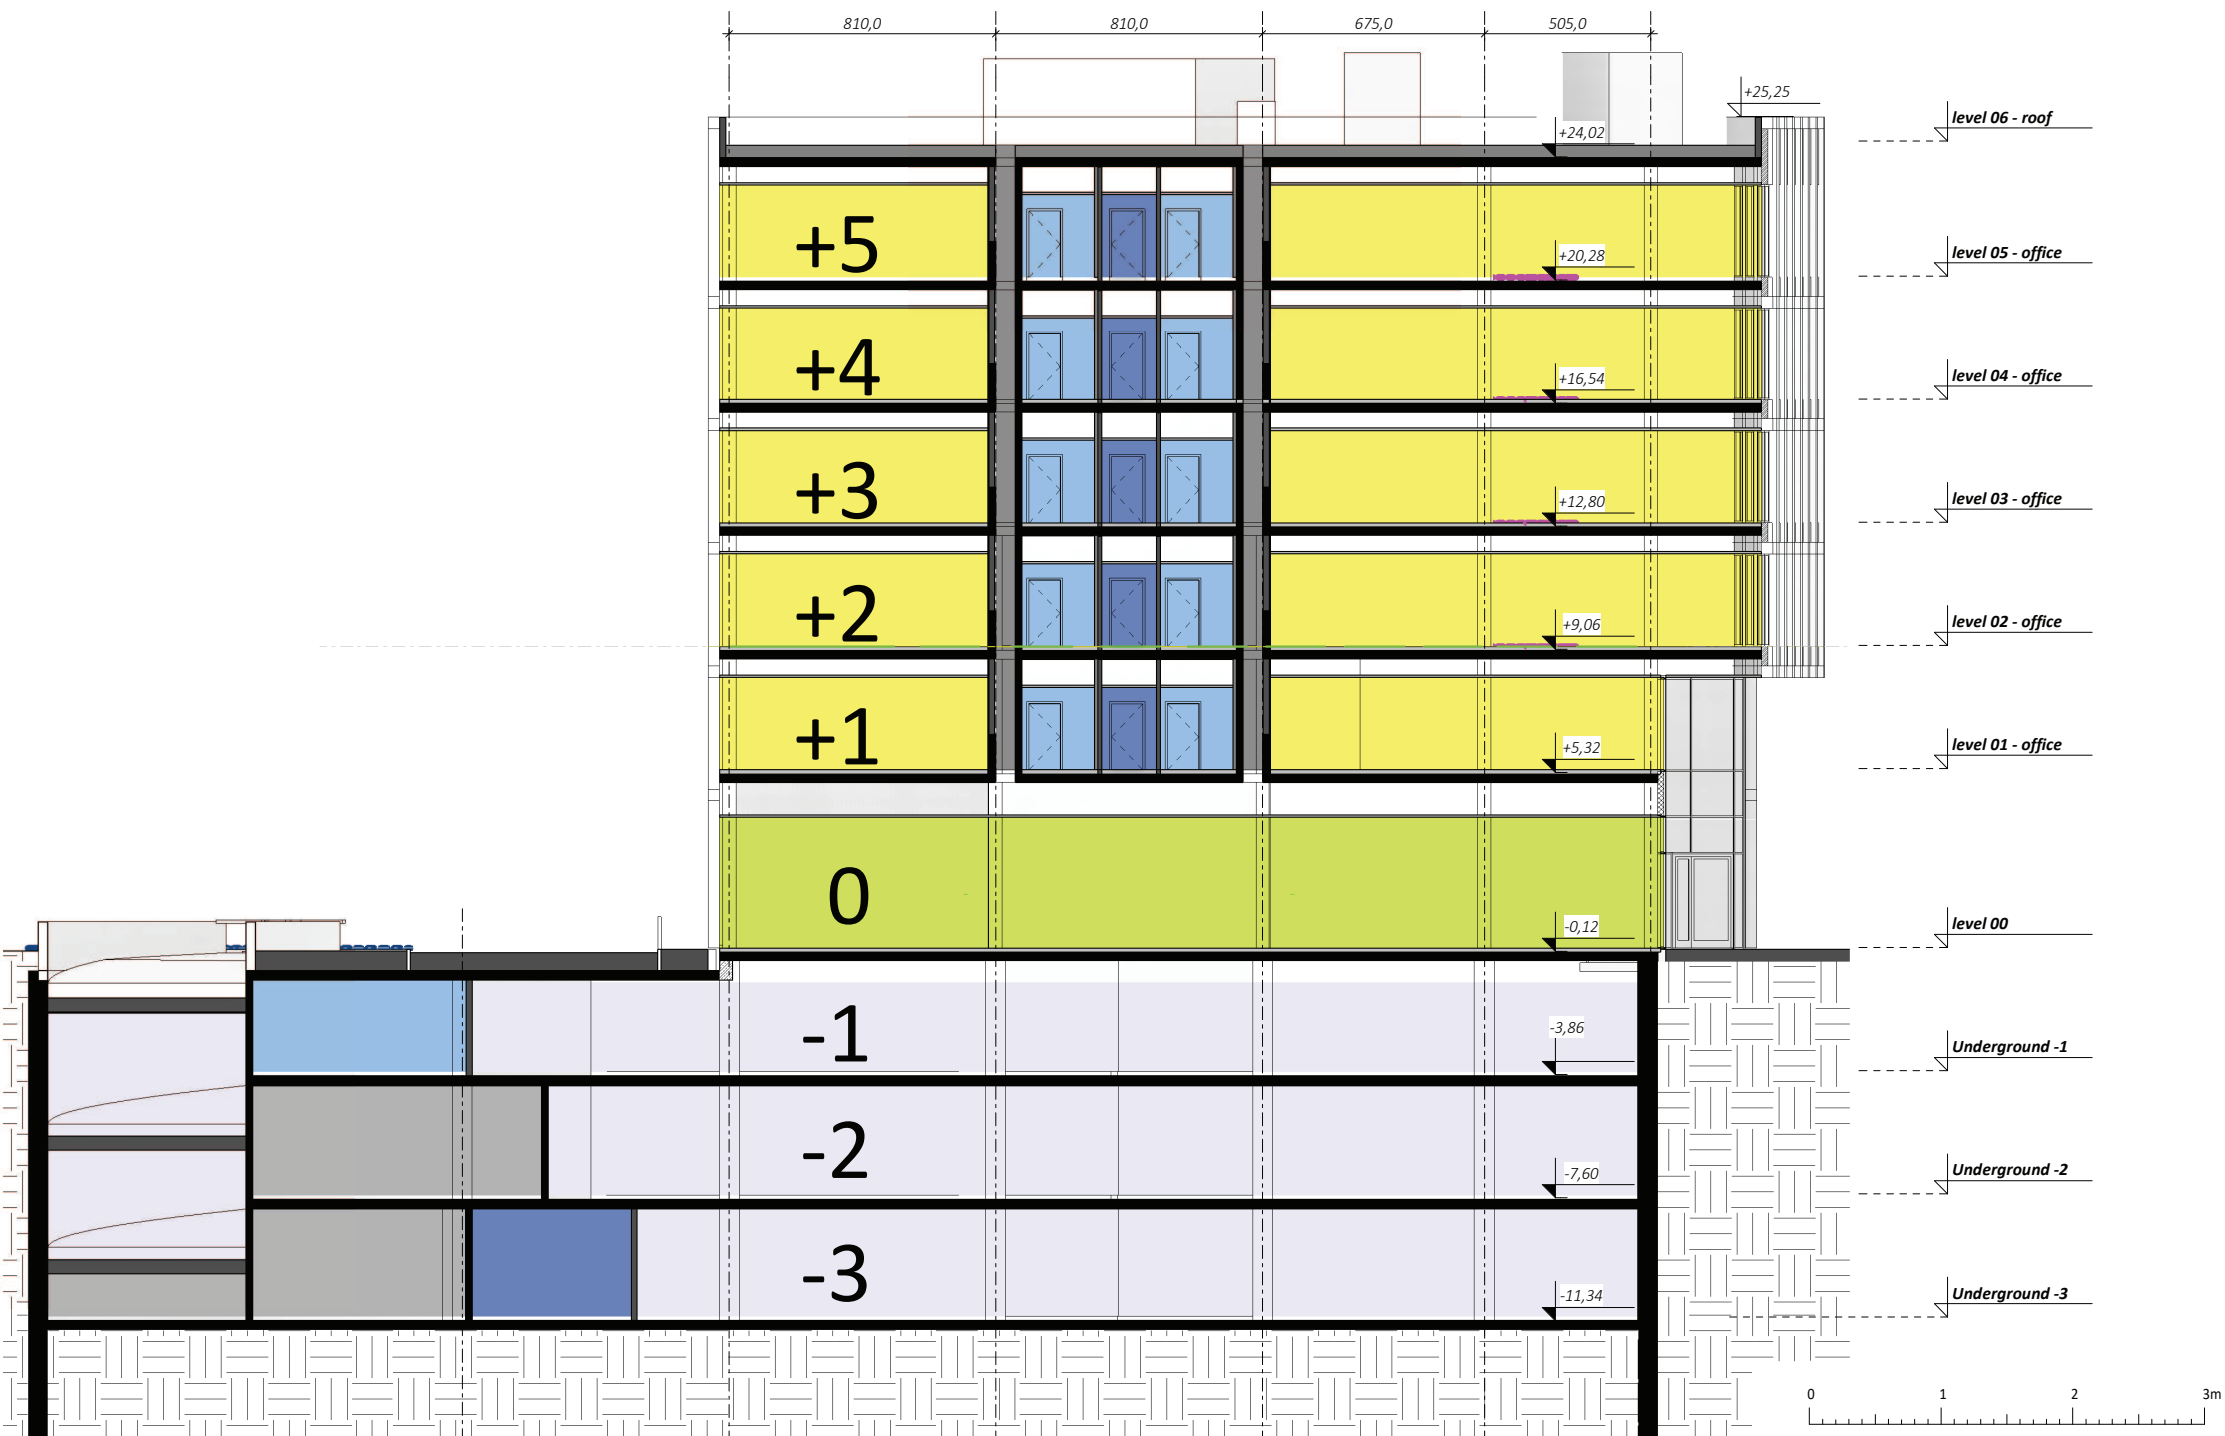 810,0 810,0 675,0 505,0
+25,25
level 06 - roof
+24,02
+5
+20,28
level 05 - office
+4
+16,54
level 04 - office
+3
+12,80
level 03 - office
+2
+9,06
level 02 - office
+1
+5,32
level 01 - office
0
-0,12
level 00
-1
-3,86
Underground -1
-2
-7,60
Underground -2
-3
-11,34
Underground -3
0 1 2 3m